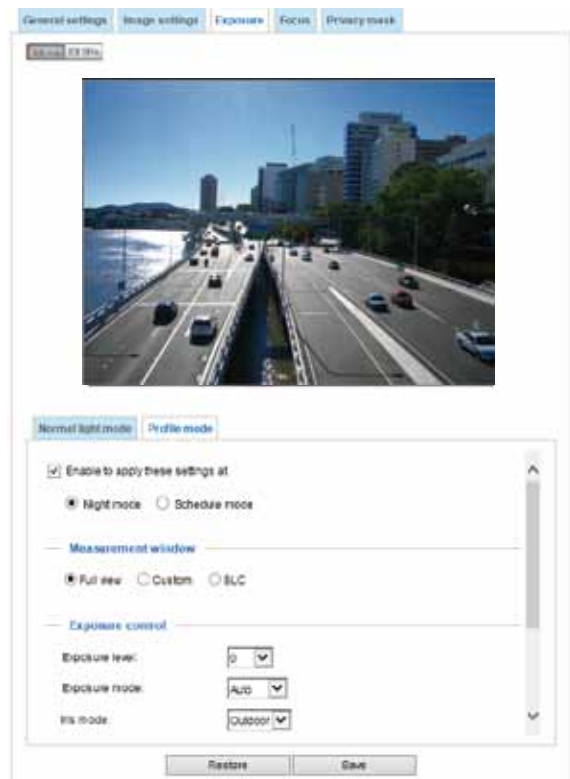 General settings Image settings Exposure Focus Privacy mask
Normal light mode Profile mode
Enable to apply these settings at
Night mode Schedule mode
Measurement window
Full view Custom BLC
Exposure control
Exposure level: 0
Exposure mode: Auto
Iris mode Outdoor
Restore Save